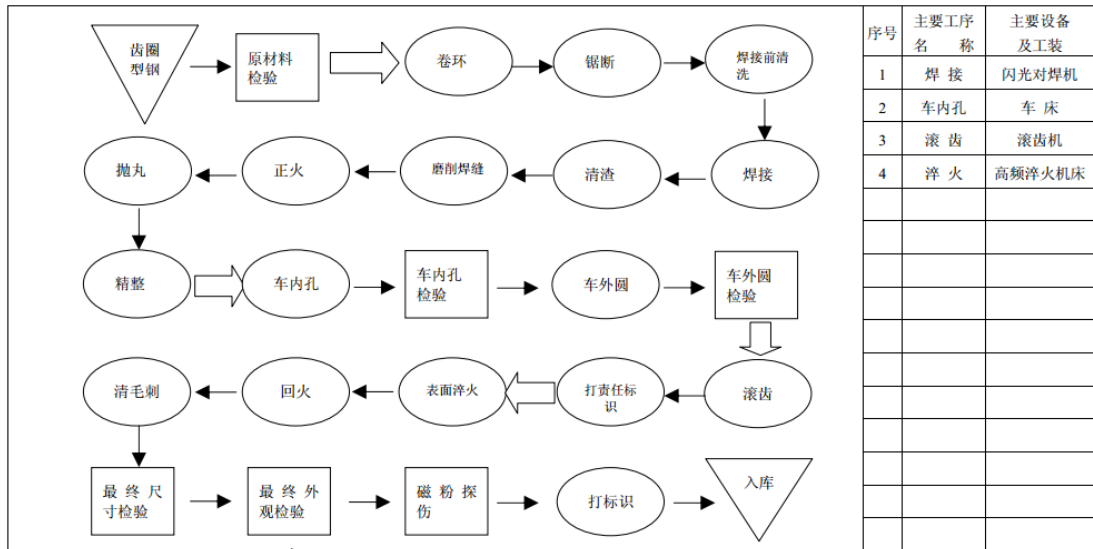 齿圈
型钢
原材料
检验
卷环
锯断
焊接前清
洗
抛丸
正火
磨削焊缝
清渣
焊接
精整
车内孔
车内孔
检验
车外圆
车外圆
检验
清毛刺
回火
表面淬火
打责任标
识
滚齿
最 终 尺
寸检验
最 终 外
观检验
磁 粉 探
伤
打标识
入库
序号 主要工序 名 称 主要设备 及工装
1 焊 接 闪光对焊机
2 车内孔 车 床
3 滚 齿 滚齿机
4 淬 火 高频淬火机床